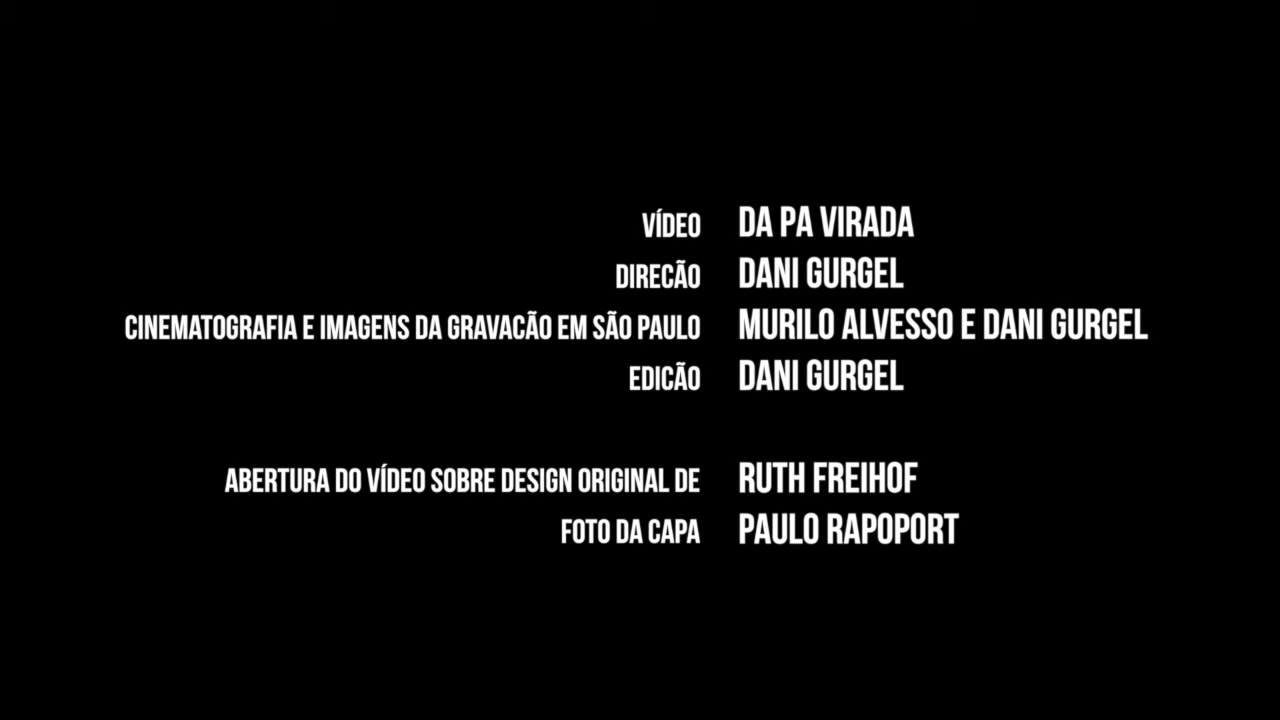 VÍDEO DA PA VIRADA
DIRECÃO DANI GURGEL
CINEMATOGRAFIA E IMAGENS DA GRAVACÃO EM SÃO PAULO MURILO ALVESSO E DANI GURGEL
EDICÃO DANI GURGEL
ABERTURA DO VÍDEO SOBRE DESIGN ORIGINAL DE RUTH FREIHOF
FOTO DA CAPA PAULO RAPOPORT